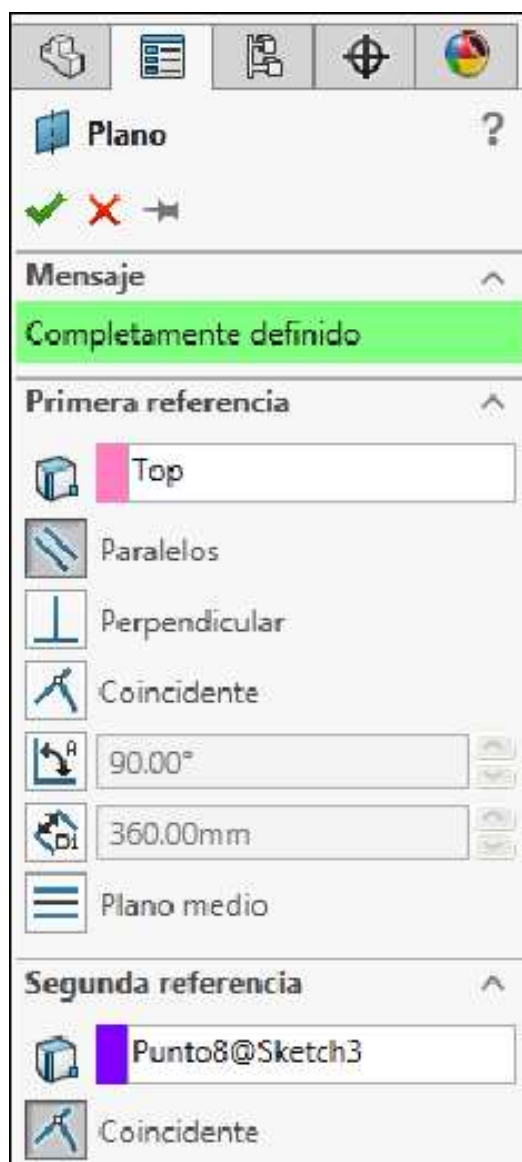 Plano
?
Mensaje
Completamente definido
Primera referencia
Top
Paralelos
Perpendicular
Coincidente
A
90.00°
Di
360.00mm
Plano medio
Segunda referencia
Punto8@Sketch3
Coincidente